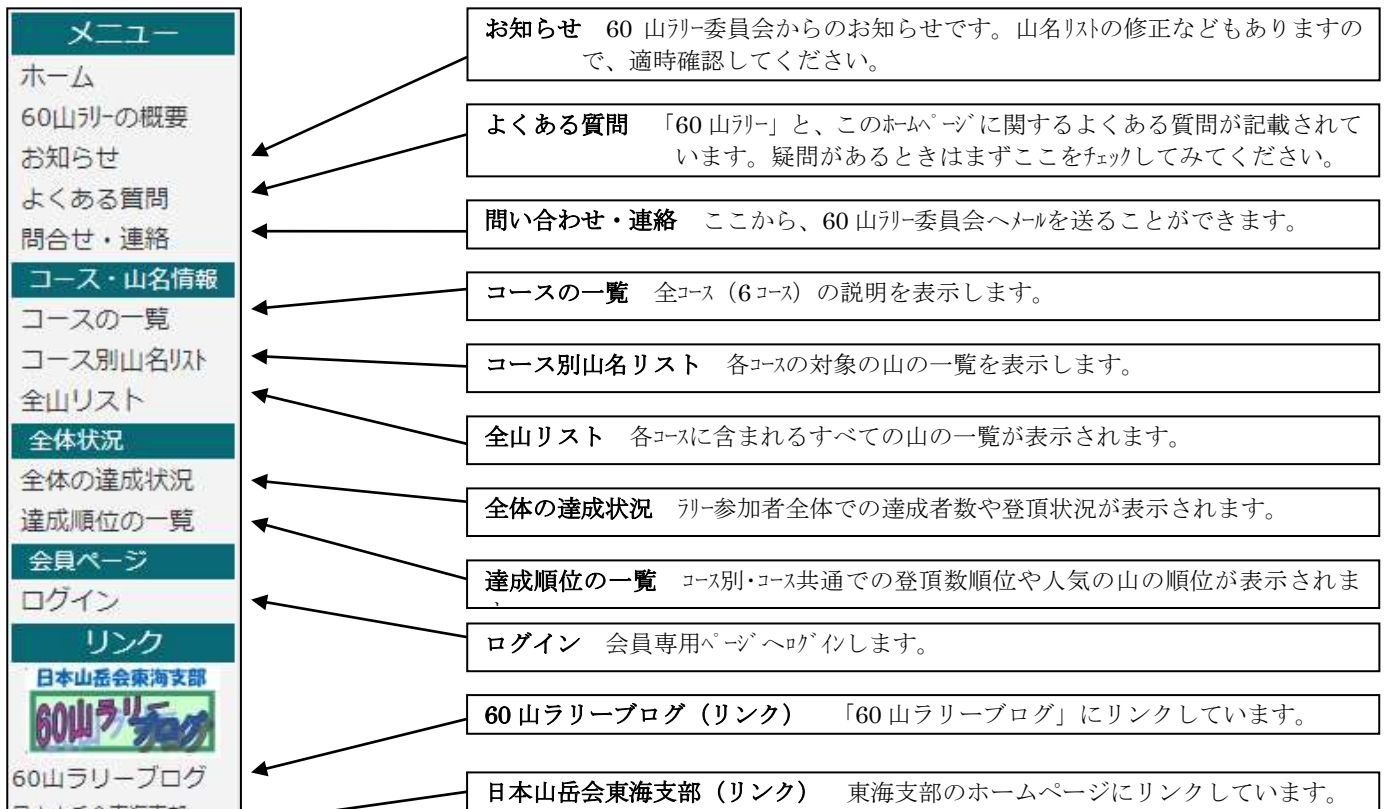 メニュー
ホーム
60山ﾗﾘｰの概要
お知らせ
よくある質問
問合せ・連絡
コース・山名情報
コースの一覧
コース別山名ﾘｽﾄ
全山リスト
全体状況
全体の達成状況
達成順位の一覧
会員ページ
ログイン
リンク
日本山岳会東海支部
60山ラリーブログ
60山ラリーブログ
お知らせ　60 山ﾗﾘｰ委員会からのお知らせです。山名ﾘｽﾄの修正などもありますの
で、適時確認してください。
よくある質問　「60 山ﾗﾘｰ」と、このﾎｰﾑﾍﾟｰｼﾞに関するよくある質問が記載されて
います。疑問があるときはまずここをﾁｪｯｸしてみてください。
問い合わせ・連絡　ここから、60 山ﾗﾘｰ委員会へﾒｰﾙを送ることができます。
コースの一覧　全ｺｰｽ（6 ｺｰｽ）の説明を表示します。
コース別山名リスト　各ｺｰｽの対象の山の一覧を表示します。
全山リスト　各ｺｰｽに含まれるすべての山の一覧が表示されます。
全体の達成状況　ﾗﾘｰ参加者全体での達成者数や登頂状況が表示されます。
達成順位の一覧　ｺｰｽ別･コース共通での登頂数順位や人気の山の順位が表示されま
ログイン　会員専用ﾍﾟｰｼﾞへﾛｸﾞｲﾝします。
60 山ラリーブログ（リンク）　「60 山ラリーブログ」にリンクしています。
日本山岳会東海支部（リンク）　東海支部のホームページにリンクしています。